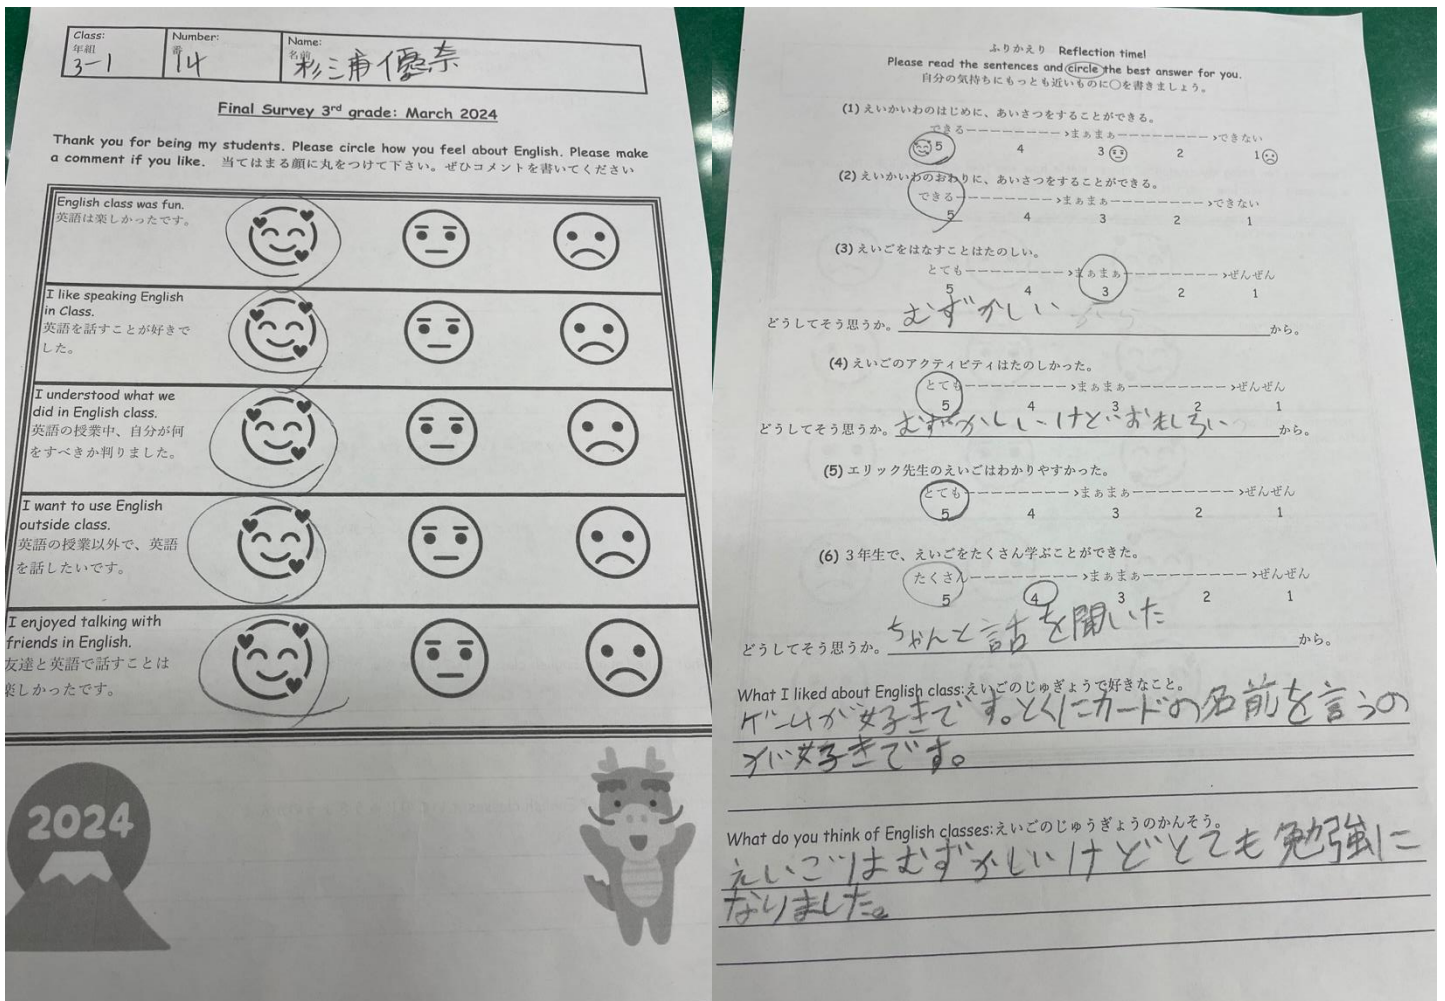 Class:
年組
3-1
Number:
番
14
Name:
名前
Final Survey 3rd grade: March 2024
Thank you for being my students. Please circle how you feel about English. Please make
a comment if you like. 当てはまる顔に丸をつけて下さい。ぜひコメントを書いてください
English class was fun.
英語は楽しかったです。
I like speaking English
in Class.
英語を話すことが好きで
した。
I understood what we
did in English class.
英語の授業中、自分が何
をすべきか判りました。
I want to use English
outside class.
英語の授業以外で、英語
を話したいです。
I enjoyed talking with
friends in English.
友達と英語で話すことは
楽しかったです。
2024
ふりかえり Reflection time!
Please read the sentences and circle the best answer for you.
自分の気持ちにもっとも近いものに○を書きましょう。
(1) えいかいわのはじめに、あいさつをすることができる。
できる--------->まぁまぁ--------->できない
5 4 3 2 1
(2) えいかいわのおわりに、あいさつをすることができる。
できる--------->まぁまぁ--------->できない
5 4 3 2 1
(3) えいごをはなすことはたのしい。
とても--------->まぁまぁ--------->ぜんぜん
5 4 3 2 1
どうしてそう思うか。むずかしい から。
(4) えいごのアクティビティはたのしかった。
とても--------->まぁまぁ--------->ぜんぜん
5 4 3 2 1
どうしてそう思うか。むずかしいけどおもしろい から。
(5) エリック先生のえいごはわかりやすかった。
とても--------->まぁまぁ--------->ぜんぜん
5 4 3 2 1
(6) 3年生で、えいごをたくさん学ぶことができた。
たくさん--------->まぁまぁ--------->ぜんぜん
5 4 3 2 1
どうしてそう思うか。ちゃんと話を聞いた から。
What I liked about English class:えいごのじゅぎょうで好きなこと。
ゲームが好きです。とくにカードの名前を言うの
が好きです。
What do you think of English classes:えいごのじゅうぎょうのかんそう。
えいごはむずかしいけどとても勉強に
なりました。